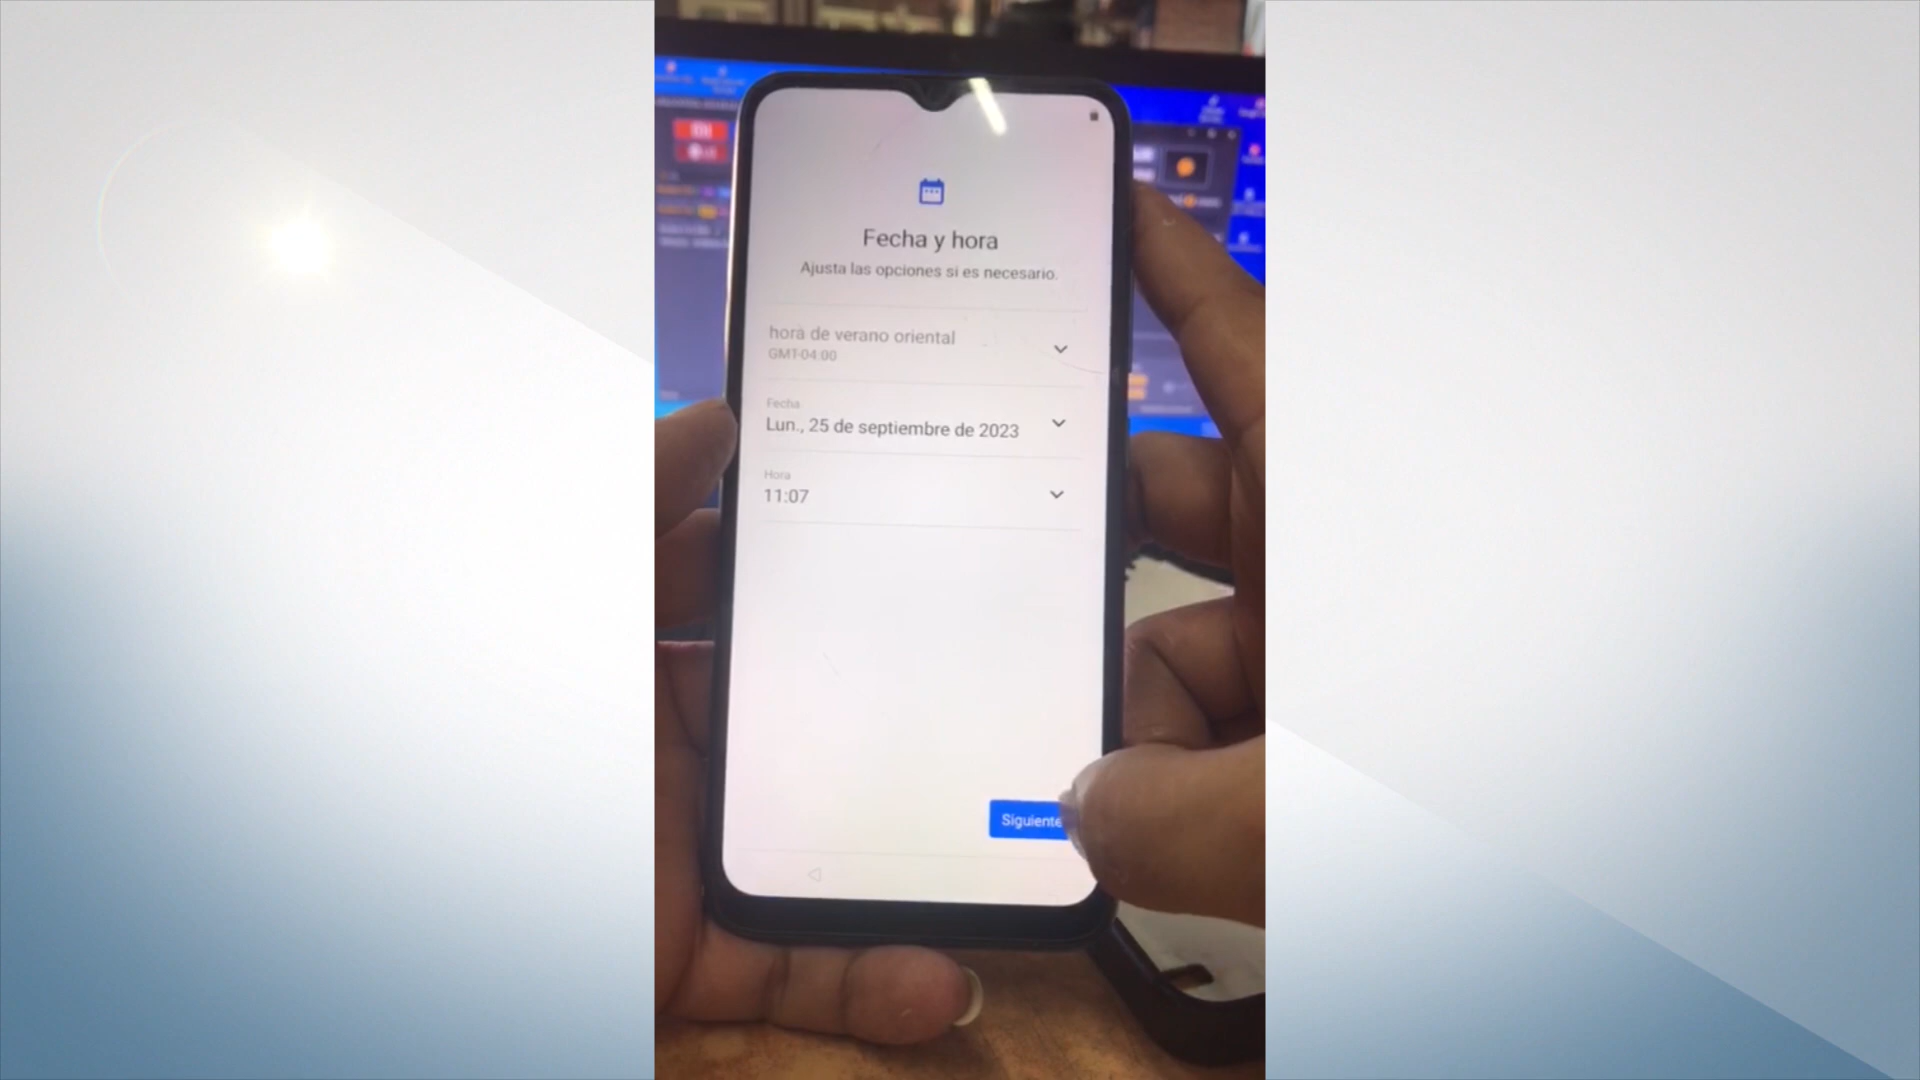 Fecha y hora
Ajusta las opciones si es necesario.
hora de verano oriental
GMT-04:00
Fecha
Lun., 25 de septiembre de 2023
Hora
11:07
Siguiente